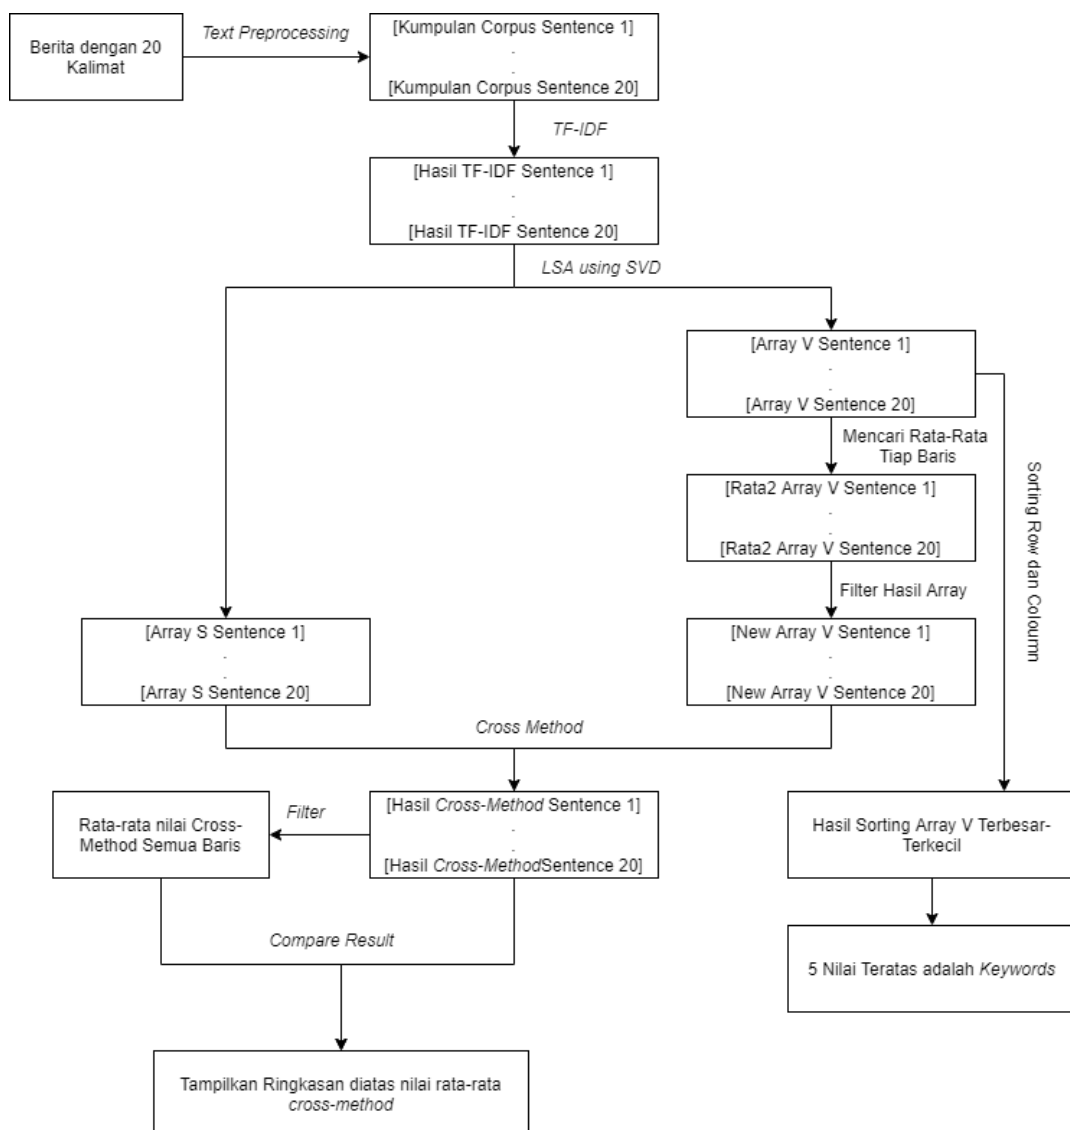 Berita dengan 20
Kalimat
Text Preprocessing
[Kumpulan Corpus Sentence 1]
.
.
[Kumpulan Corpus Sentence 20]
TF-IDF
[Hasil TF-IDF Sentence 1]
.
.
[Hasil TF-IDF Sentence 20]
LSA using SVD
[Array V Sentence 1]
.
.
[Array V Sentence 20]
Mencari Rata-Rata
Tiap Baris
[Rata2 Array V Sentence 1]
.
.
[Rata2 Array V Sentence 20]
Filter Hasil Array
Sorting Row dan Coloumn
[Array S Sentence 1]
.
.
[Array S Sentence 20]
[New Array V Sentence 1]
.
.
[New Array V Sentence 20]
Cross Method
[Hasil Cross-Method Sentence 1]
.
.
[Hasil Cross-MethodSentence 20]
Filter
Rata-rata nilai Cross-
Method Semua Baris
Hasil Sorting Array V Terbesar-
Terkecil
Compare Result
5 Nilai Teratas adalah Keywords
Tampilkan Ringkasan diatas nilai rata-rata
cross-method